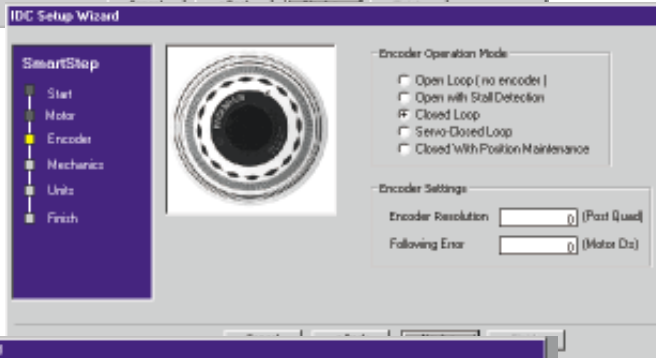 IDC Setup Wizard
SmartStep
Start
Motor
Encoder
Mechanics
Units
Finish
Encoder Operation Mode
Open Loop ( no encoder )
Open with Stall Detection
Closed Loop
Servo-Closed Loop
Closed With Position Maintenance
Encoder Settings
Encoder Resolution 0 (Post Quad)
Following Error 0